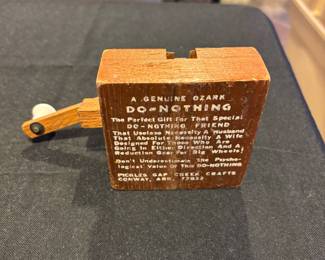 A GENUINE OZARK
DO-NOTHING
The Perfect Gift For That Special
DO-NOTHING FRIEND
That Useless Necessity A Husband
That Absolute Necessity A Wife
Designed For Those Who Are
Going In Either Direction And A
Reduction Gear For Big Wheels!
Don't Underestimate The Psycho-
logical Value Of This DO-NOTHING
PICKLES GAP CREEK CRAFTS
CONWAY, ARK. 72032